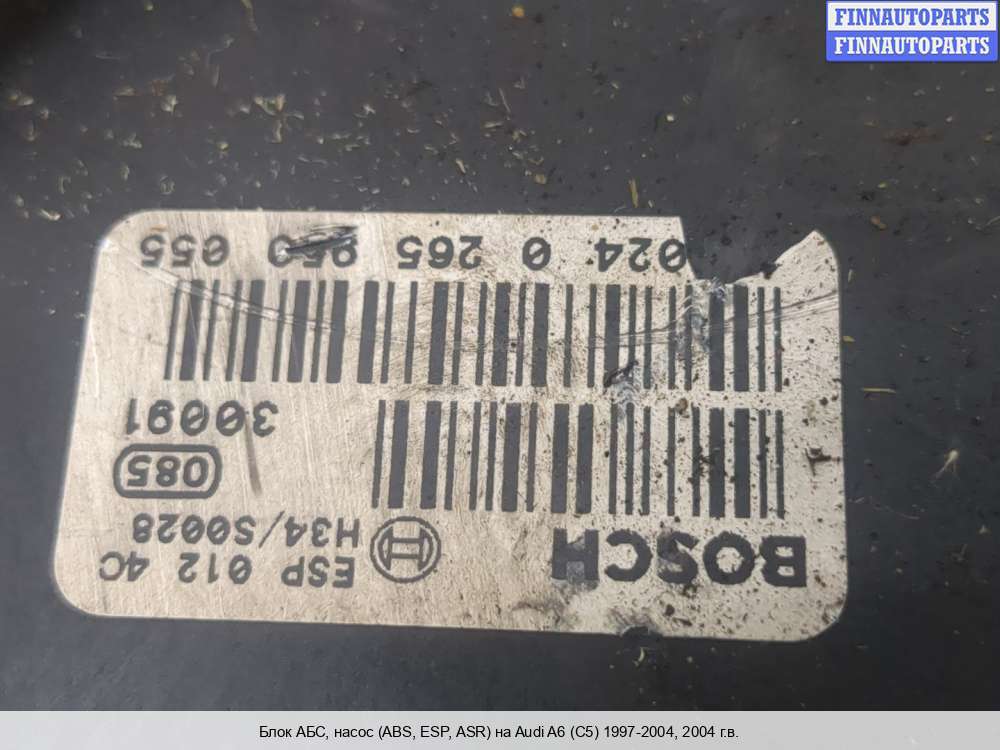 FINNAUTOPARTS
FINNAUTOPARTS
BOSCH
ESP 012 4C
H34/S0028
085
30091
024 0 265 950 055
Блок АБС, насос (ABS, ESP, ASR) на Audi A6 (C5) 1997-2004, 2004 г.в.